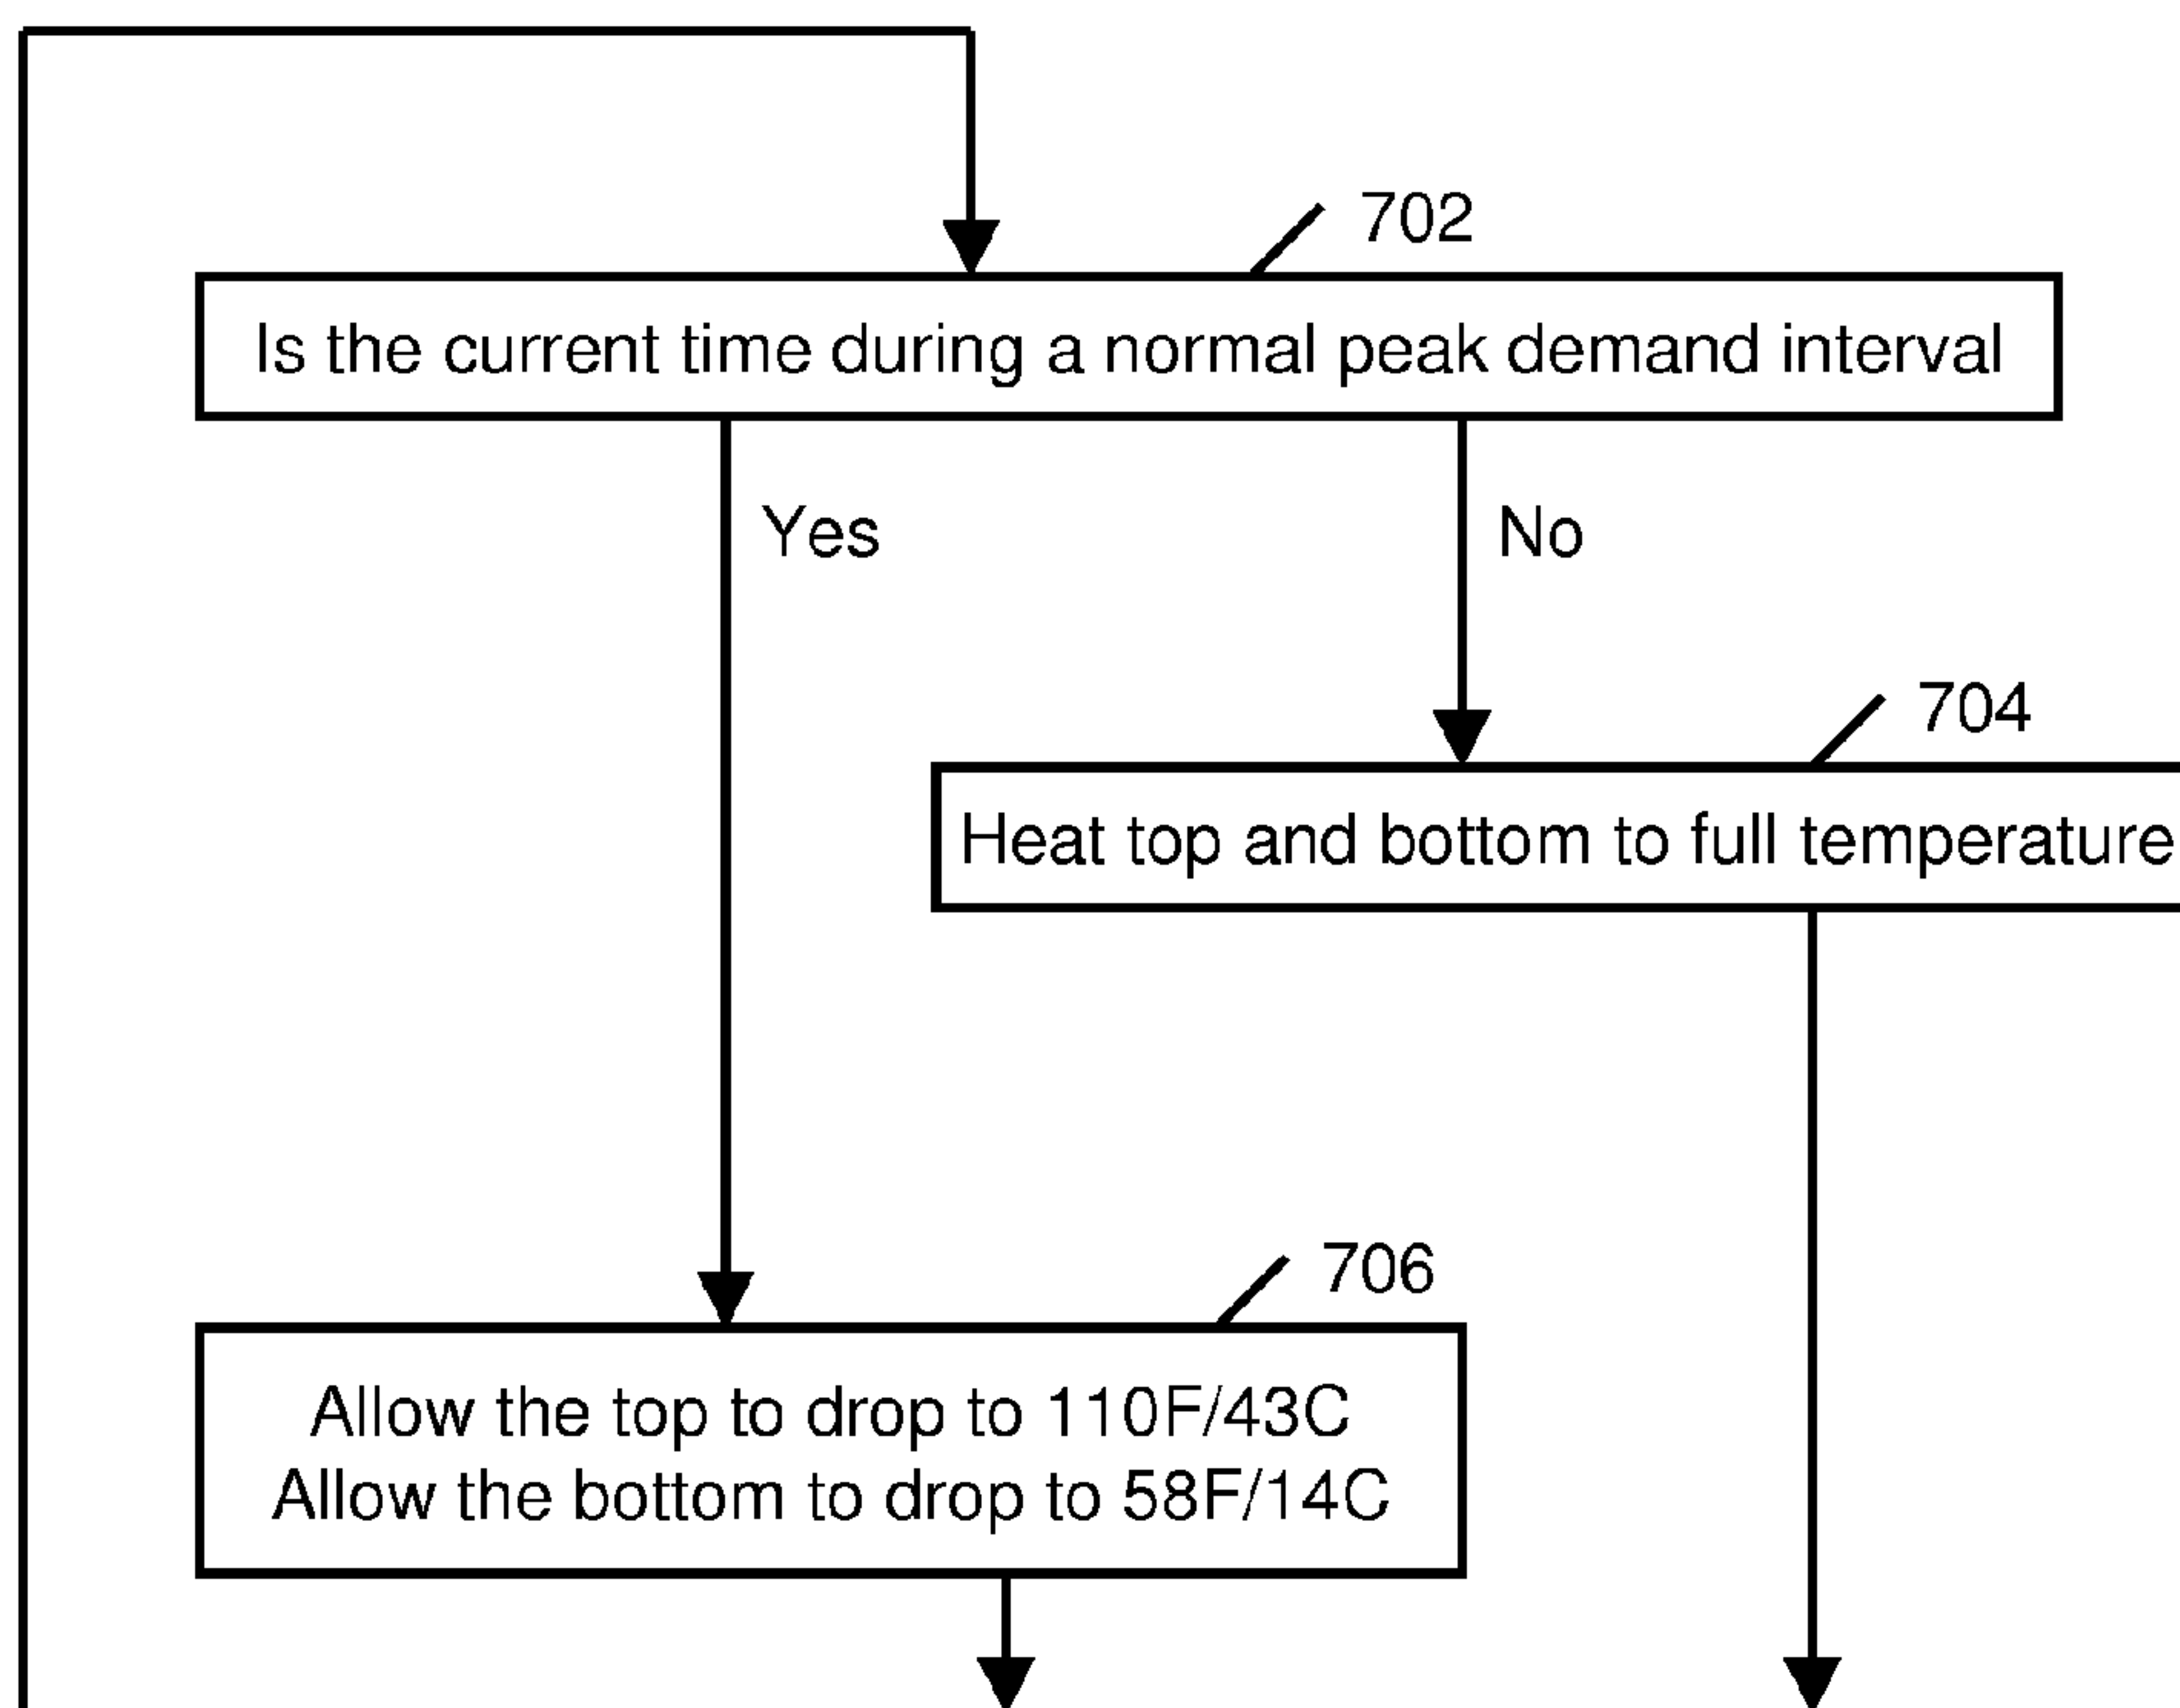 702
Is the current time during a normal peak demand interval
Yes
No
704
Heat top and bottom to full temperature
706
Allow the top to drop to 110F/43C
Allow the bottom to drop to 58F/14C